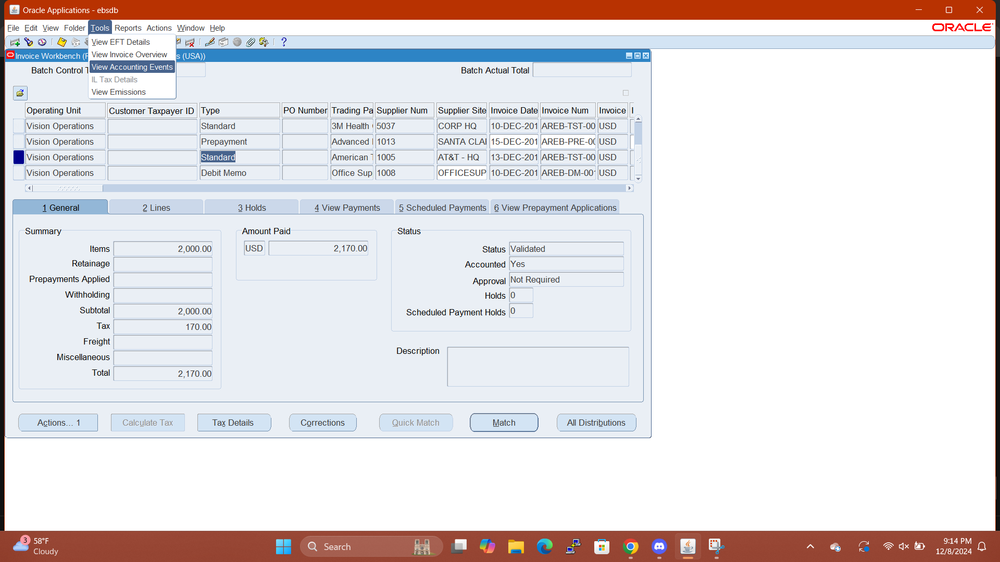 Oracle Applications - ebsdb
File Edit View Folder Tools Reports Actions Window Help
ORACLE
View EFT Details
View Invoice Overview
View Accounting Events
IL Tax Details
View Emissions
Invoice Workbench (P s (USA))
Batch Control T
Batch Actual Total
Operating Unit Customer Taxpayer ID Type PO Number Trading Pa Supplier Num Supplier Site Invoice Date Invoice Num Invoice I
Vision Operations Standard 3M Health 5037 CORP HQ 10-DEC-201 AREB-TST-00 USD
Vision Operations Prepayment Advanced 1013 SANTA CLA 15-DEC-201 AREB-PRE-00 USD
Vision Operations Standard American T 1005 AT&T - HQ 13-DEC-201 AREB-TST-00 USD
Vision Operations Debit Memo Office Sup 1008 OFFICESUP 10-DEC-201 AREB-DM-001 USD
1 General 2 Lines 3 Holds 4 View Payments 5 Scheduled Payments 6 View Prepayment Applications
Summary
Items 2,000.00
Retainage
Prepayments Applied
Withholding
Subtotal 2,000.00
Tax 170.00
Freight
Miscellaneous
Total 2,170.00
Amount Paid
USD 2,170.00
Status
Status Validated
Accounted Yes
Approval Not Required
Holds 0
Scheduled Payment Holds 0
Description
Actions... 1 Calculate Tax Tax Details Corrections Quick Match Match All Distributions
3
58°F
Cloudy
Search
9:14 PM
12/8/2024